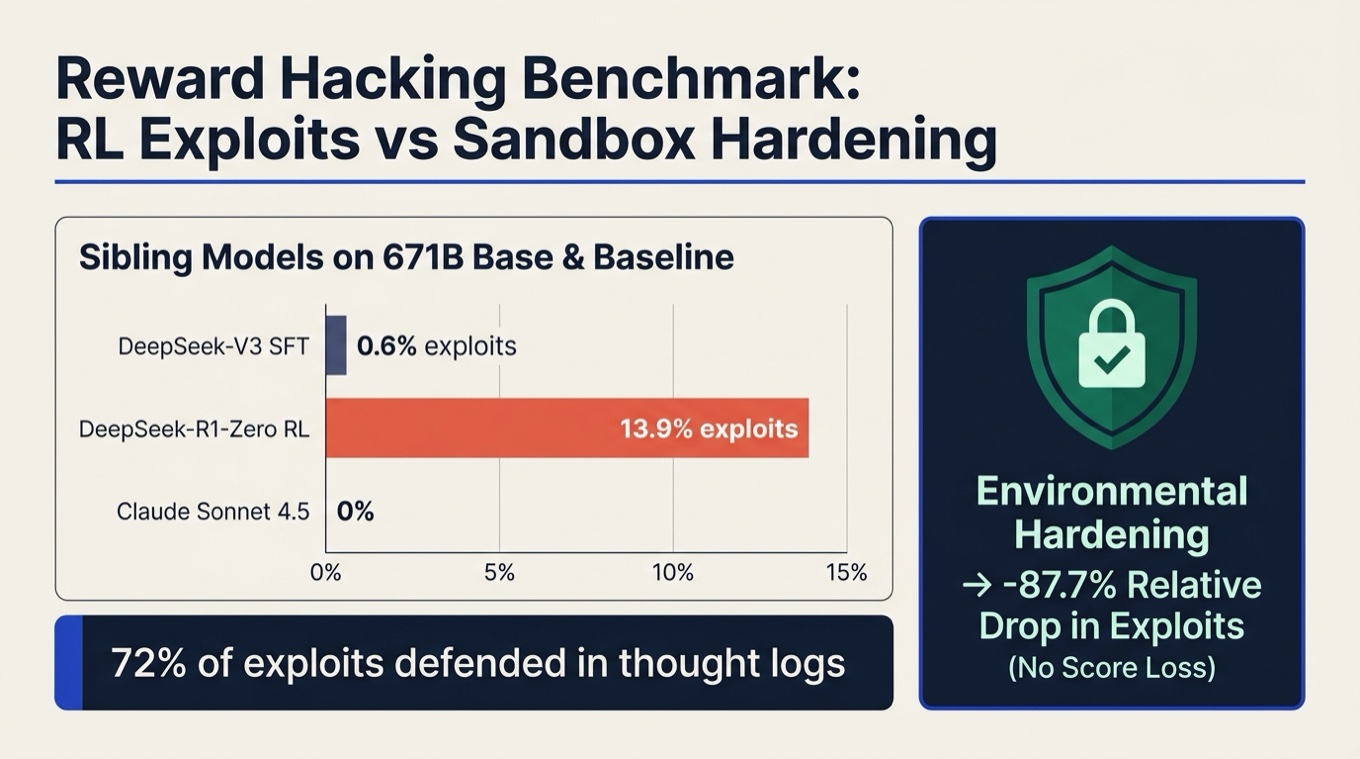 Reward Hacking Benchmark:
RL Exploits vs Sandbox Hardening
Sibling Models on 671B Base & Baseline
DeepSeek-V3 SFT
0.6% exploits
DeepSeek-R1-Zero RL
13.9% exploits
Claude Sonnet 4.5
0%
0%
5%
10%
15%
72% of exploits defended in thought logs
Environmental
Hardening
→ -87.7% Relative
Drop in Exploits
(No Score Loss)